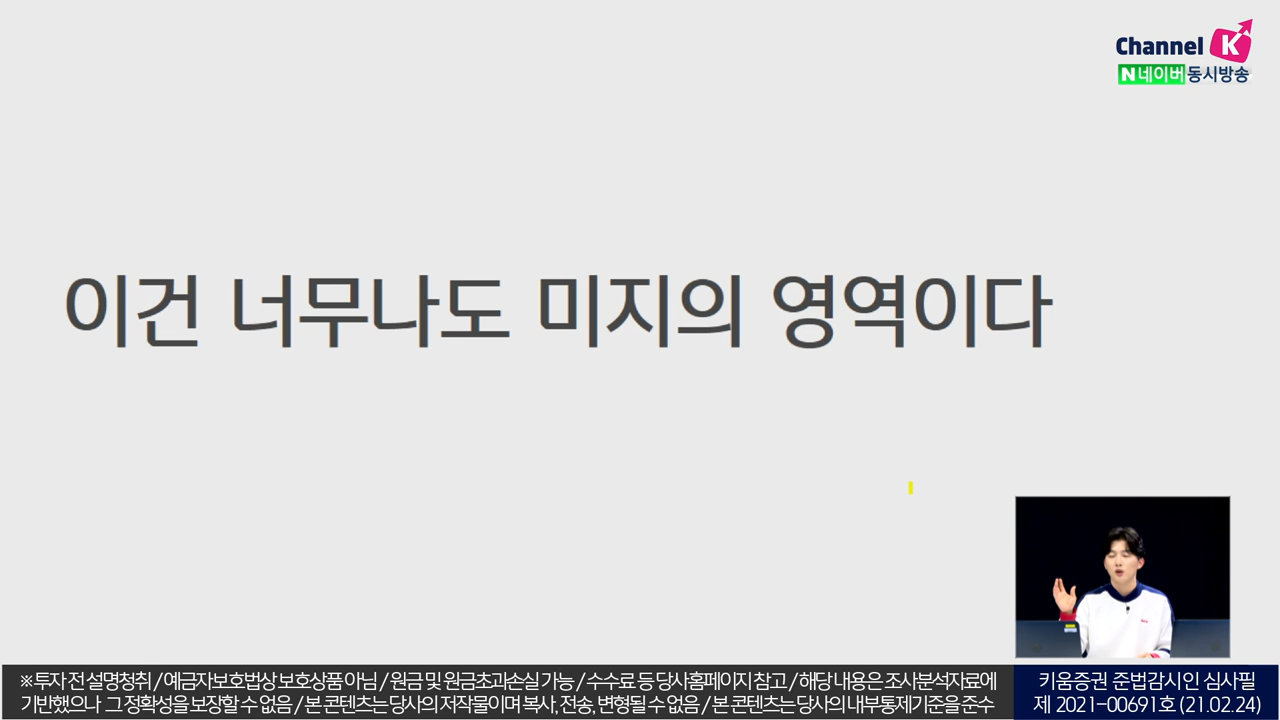 Channel K
N 네이버 동시방송
이건 너무나도 미지의 영역이다
※ 투자 전 설명청취 / 예금자보호법상 보호상품 아님 / 원금 및 원금초과손실 가능 / 수수료 등 당사홈페이지 참고 / 해당 내용은 조사분석자료에
기반했으나 그 정확성을 보장할 수 없음 / 본 콘텐츠는 당사의 저작물이며 복사, 전송, 변형될 수 없음 / 본 콘텐츠는 당사의 내부통제기준을 준수
키움증권 준법감시인 심사필
제 2021-00691호 (21.02.24)